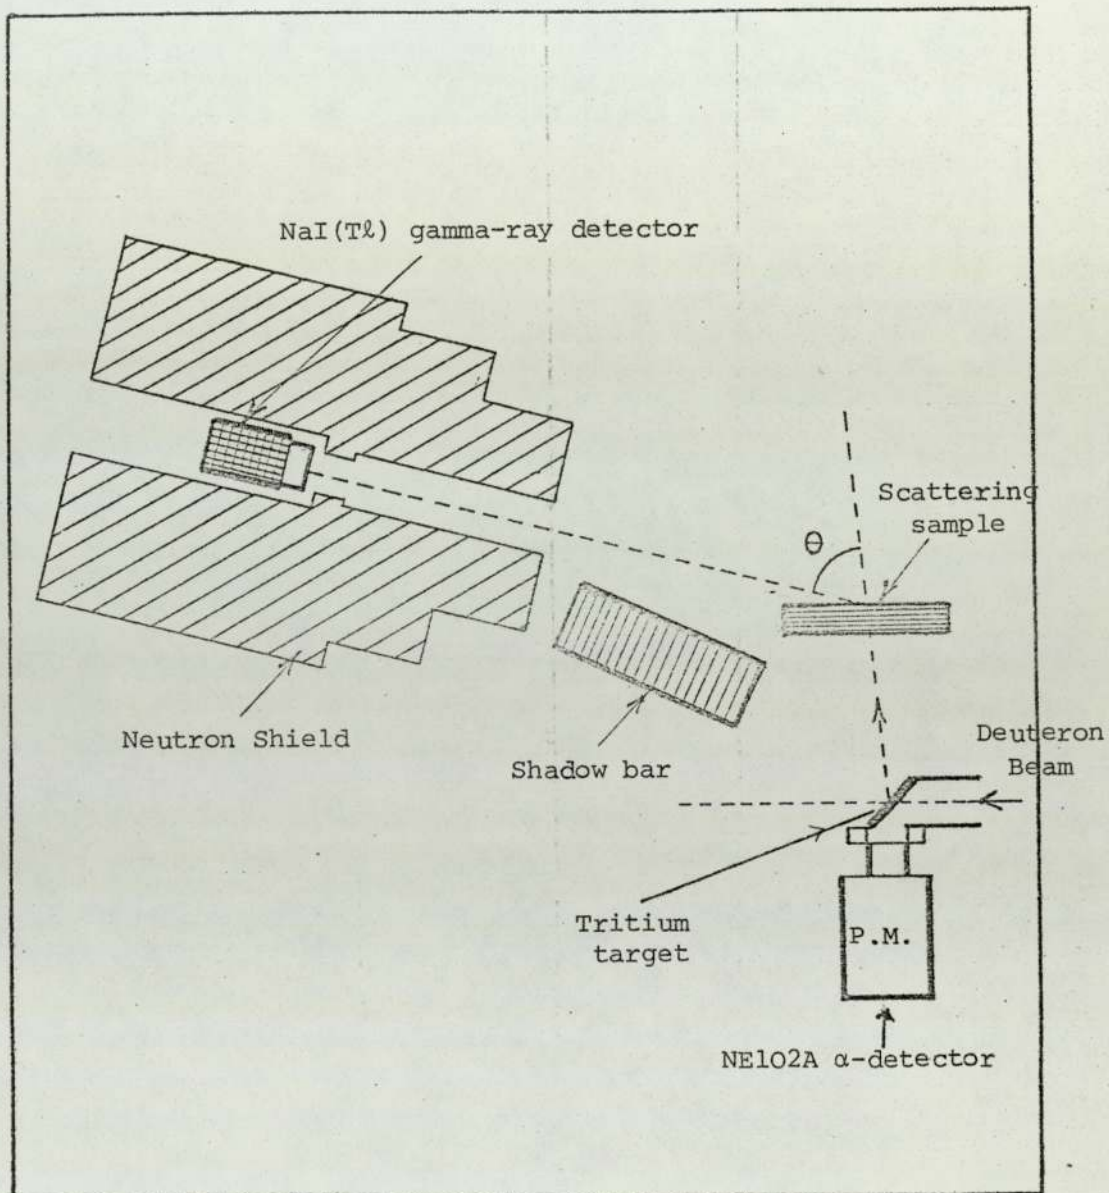 NaI(Tℓ) gamma-ray detector
Scattering
sample
θ
Neutron Shield
Shadow bar
Deuteron
Beam
Tritium
target
P.M.
NE102A α-detector